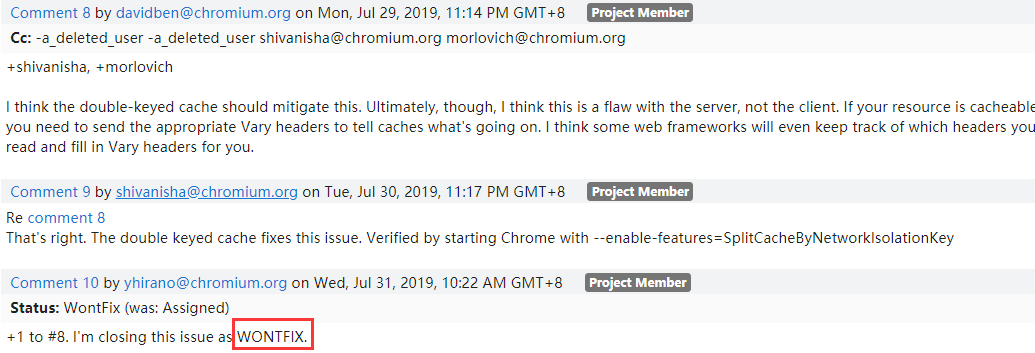 Comment 8 by davidben@chromium.org on Mon, Jul 29, 2019, 11:14 PM GMT+8 Project Member
Cc: -a_deleted_user -a_deleted_user shivanisha@chromium.org morlovich@chromium.org
+shivanisha, +morlovich
I think the double-keyed cache should mitigate this. Ultimately, though, I think this is a flaw with the server, not the client. If your resource is cacheable
you need to send the appropriate Vary headers to tell caches what's going on. I think some web frameworks will even keep track of which headers you
read and fill in Vary headers for you.
Comment 9 by shivanisha@chromium.org on Tue, Jul 30, 2019, 11:17 PM GMT+8 Project Member
Re comment 8
That's right. The double keyed cache fixes this issue. Verified by starting Chrome with --enable-features=SplitCacheByNetworkIsolationKey
Comment 10 by yhirano@chromium.org on Wed, Jul 31, 2019, 10:22 AM GMT+8 Project Member
Status: WontFix (was: Assigned)
+1 to #8. I'm closing this issue as WONTFIX.